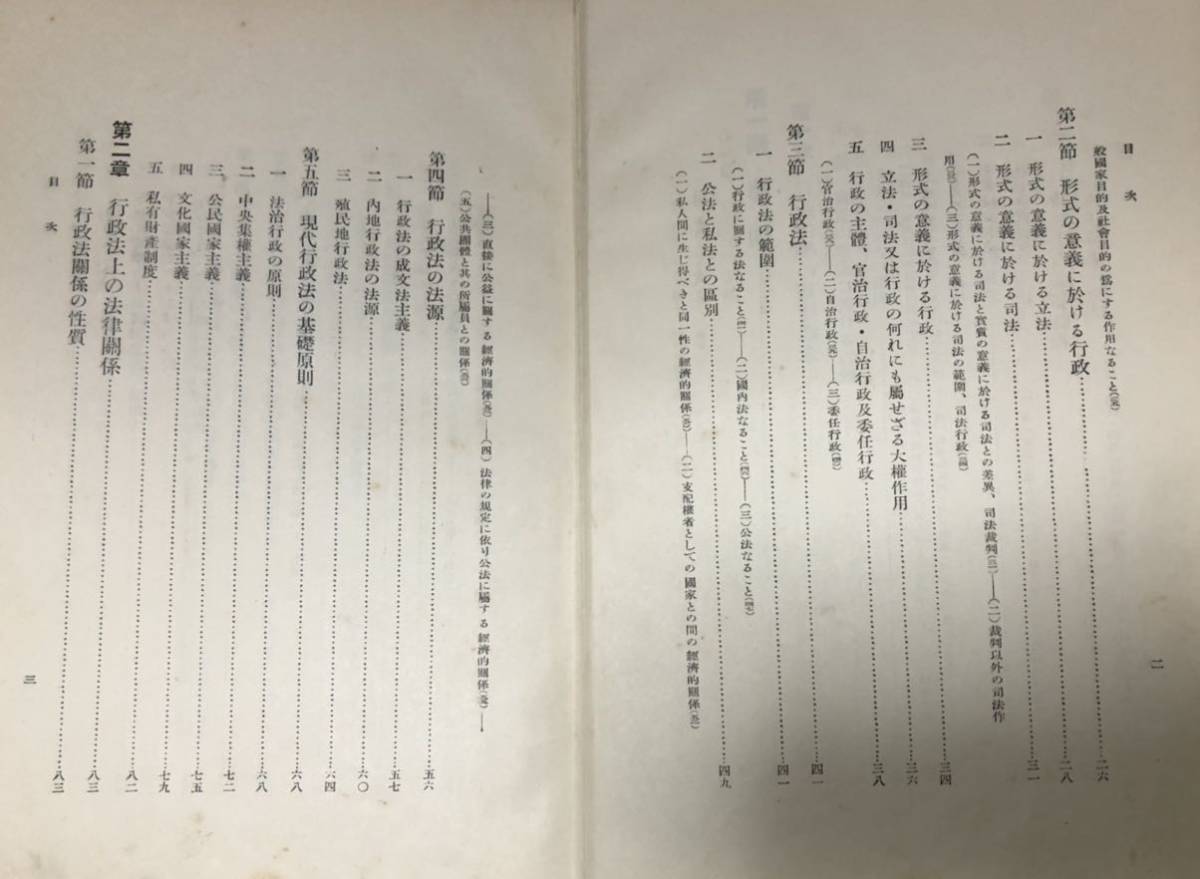 目次
般國家目的及社會目的の爲にする作用なること
第二節 形式の意義に於ける行政……二六
一 形式の意義に於ける立法……二八
二 形式の意義に於ける司法……三一
(一)形式の意義に於ける司法と實質の意義に於ける司法との差異、司法裁判——(二)裁判以外の司法作
用——(三)形式の意義に於ける司法の範圍、司法行政
三 形式の意義に於ける行政……三四
四 立法・司法又は行政の何れにも屬せざる大權作用……三六
五 行政の主體、官治行政・自治行政及委任行政……三八
(一)官治行政——(二)自治行政——(三)委任行政
第三節 行政法……四一
一 行政法の範圍……四一
(一)行政に關する法なること——(二)國內法なること——(三)公法なること
二 公法と私法との區別……四九
(一)私人間に生じ得べきと同一性の經濟的關係——(二)支配權者としての國家との間の經濟的關係
二
——(三)直接に公益に關する經濟的關係——(四)法律の規定に依り公法に屬する經濟的關係——
(五)公共團體と其の所屬員との關係
第四節 行政法の法源……五六
一 行政法の成文法主義……五七
二 內地行政法の法源……六〇
三 殖民地行政法……六四
第五節 現代行政法の基礎原則……六八
一 法治行政の原則……六八
二 中央集權主義……七二
三 公民國家主義……七五
四 文化國家主義……七九
五 私有財產制度……八二
第二章 行政法上の法律關係……八三
第一節 行政法關係の性質……八三
目次
三